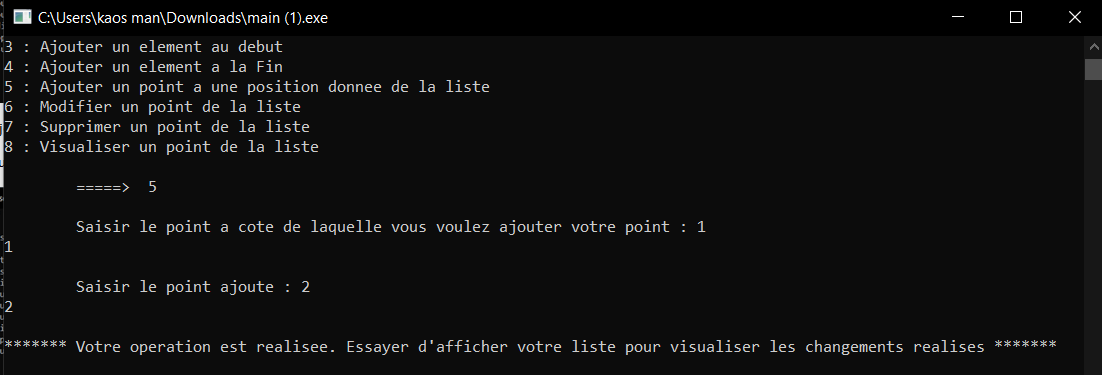 C:\Users\kaos man\Downloads\main (1).exe
3 : Ajouter un element au debut
4 : Ajouter un element a la Fin
5 : Ajouter un point a une position donnee de la liste
6 : Modifier un point de la liste
7 : Supprimer un point de la liste
8 : Visualiser un point de la liste
=====> 5
Saisir le point a cote de laquelle vous voulez ajouter votre point : 1
1
Saisir le point ajoute : 2
2
******* Votre operation est realisee. Essayer d'afficher votre liste pour visualiser les changements realises *******